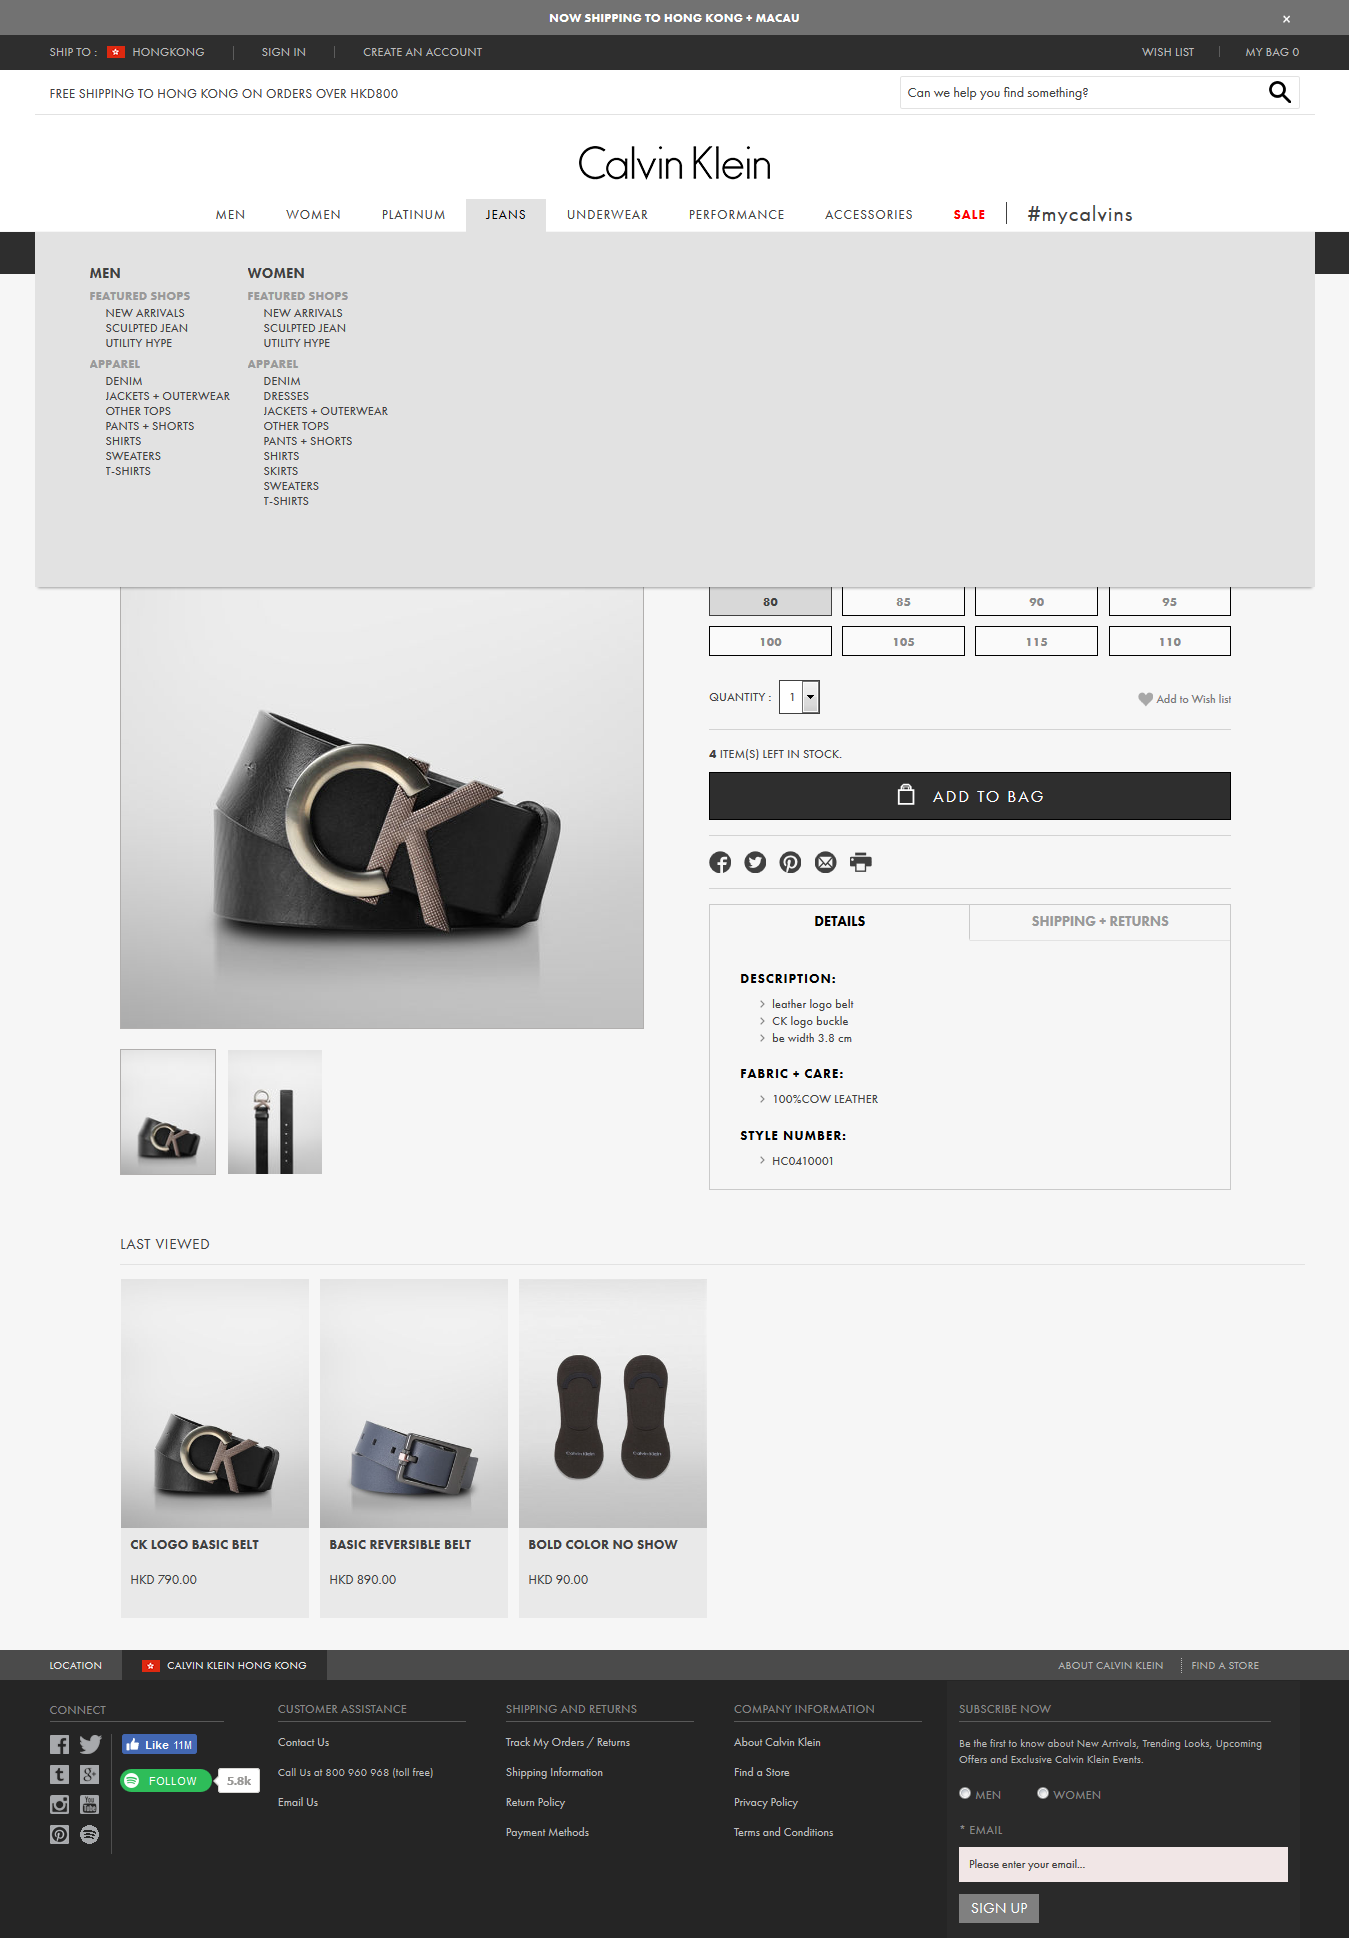 NOW SHIPPING TO HONG KONG + MACAU
×
SHIP TO : HONGKONG
SIGN IN
CREATE AN ACCOUNT
WISH LIST
MY BAG 0
FREE SHIPPING TO HONG KONG ON ORDERS OVER HKD800
Can we help you find something?
Calvin Klein
MEN WOMEN PLATINUM JEANS UNDERWEAR PERFORMANCE ACCESSORIES SALE #mycalvins
MEN
FEATURED SHOPS
NEW ARRIVALS
SCULPTED JEAN
UTILITY HYPE
APPAREL
DENIM
JACKETS + OUTERWEAR
OTHER TOPS
PANTS + SHORTS
SHIRTS
SWEATERS
T-SHIRTS
WOMEN
FEATURED SHOPS
NEW ARRIVALS
SCULPTED JEAN
UTILITY HYPE
APPAREL
DENIM
DRESSES
JACKETS + OUTERWEAR
OTHER TOPS
PANTS + SHORTS
SHIRTS
SKIRTS
SWEATERS
T-SHIRTS
80 85 90 95
100 105 115 110
QUANTITY : 1
Add to Wish list
4 ITEM(S) LEFT IN STOCK.
ADD TO BAG
DETAILS
SHIPPING + RETURNS
DESCRIPTION:
leather logo belt
CK logo buckle
be width 3.8 cm
FABRIC + CARE:
100%COW LEATHER
STYLE NUMBER:
HC0410001
LAST VIEWED
CK LOGO BASIC BELT
HKD 790.00
BASIC REVERSIBLE BELT
HKD 890.00
Calvin Klein Calvin Klein
BOLD COLOR NO SHOW
HKD 90.00
LOCATION
CALVIN KLEIN HONG KONG
ABOUT CALVIN KLEIN
FIND A STORE
CONNECT
Like 11M
FOLLOW 5.8k
You Tube
CUSTOMER ASSISTANCE
Contact Us
Call Us at 800 960 968 (toll free)
Email Us
SHIPPING AND RETURNS
Track My Orders / Returns
Shipping Information
Return Policy
Payment Methods
COMPANY INFORMATION
About Calvin Klein
Find a Store
Privacy Policy
Terms and Conditions
SUBSCRIBE NOW
Be the first to know about New Arrivals, Trending Looks, Upcoming
Offers and Exclusive Calvin Klein Events.
MEN
WOMEN
* EMAIL
Please enter your email...
SIGN UP